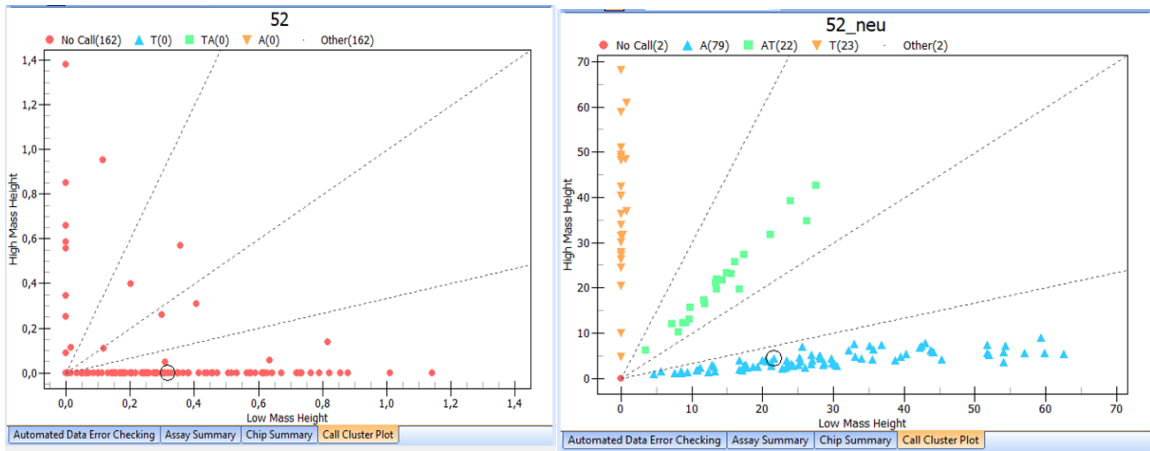 52
No Call(162) T(0) TA(0) A(0) Other(162)
High Mass Height
1,4
1,2
1,0
0,8
0,6
0,4
0,2
0,0
0,0 0,2 0,4 0,6 0,8 1,0 1,2 1,4
Low Mass Height
Automated Data Error Checking Assay Summary Chip Summary Call Cluster Plot
52_neu
No Call(2) A(79) AT(22) T(23) Other(2)
High Mass Height
70
60
50
40
30
20
10
0
0 10 20 30 40 50 60 70
Low Mass Height
Automated Data Error Checking Assay Summary Chip Summary Call Cluster Plot